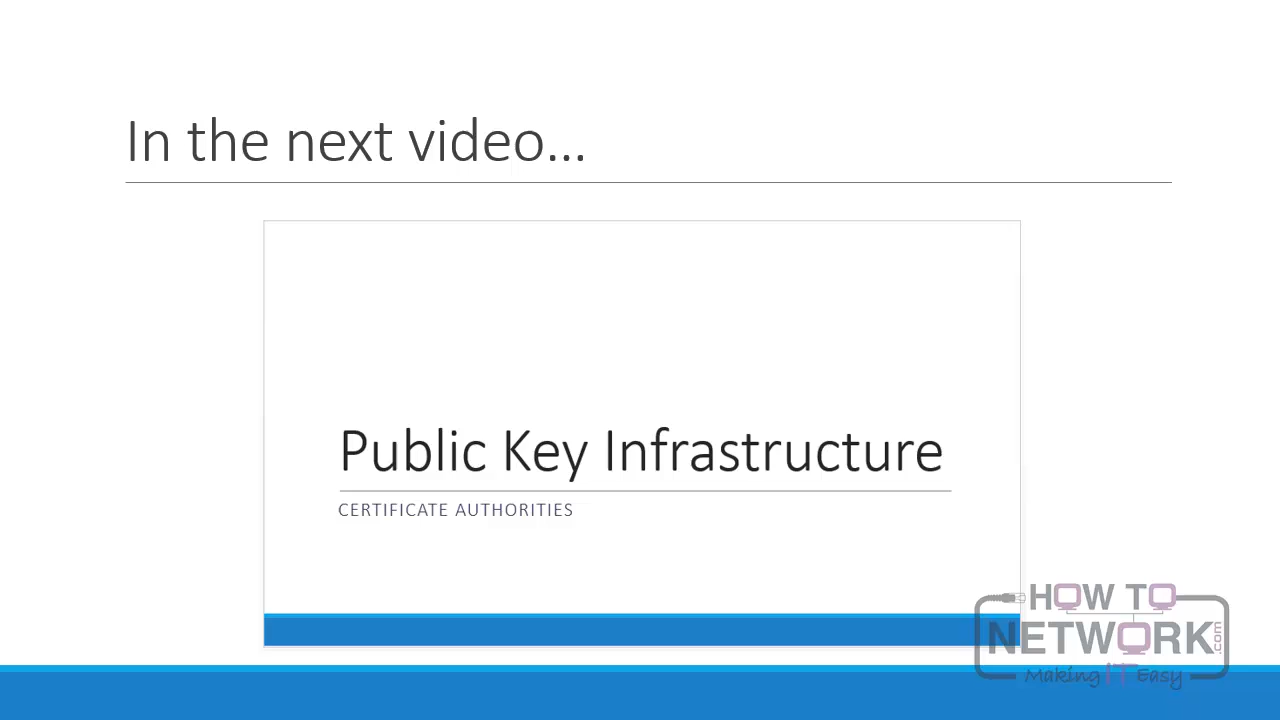 In the next video...
Public Key Infrastructure
CERTIFICATE AUTHORITIES
HOW TO
NETWORK.com
Making IT Easy